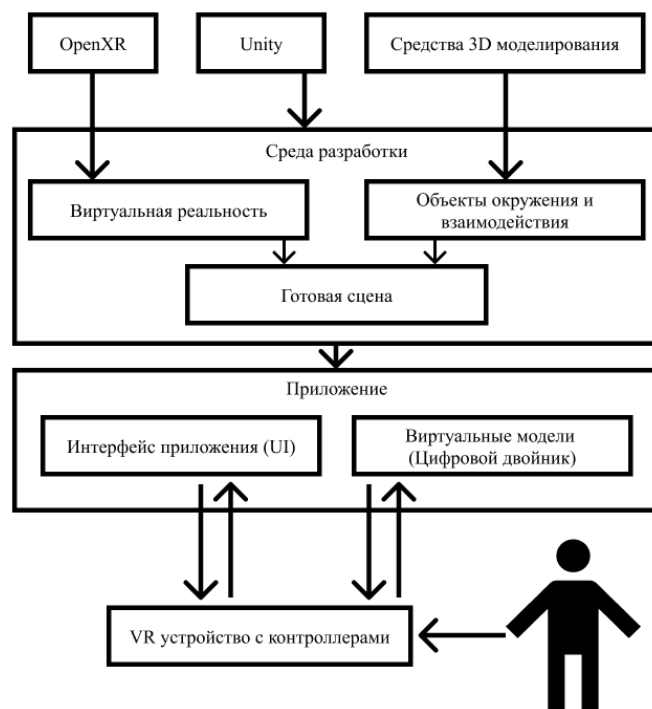 OpenXR
Unity
Средства 3D моделирования
Среда разработки
Виртуальная реальность
Объекты окружения и
взаимодействия
Готовая сцена
Приложение
Интерфейс приложения (UI)
Виртуальные модели
(Цифровой двойник)
VR устройство с контроллерами